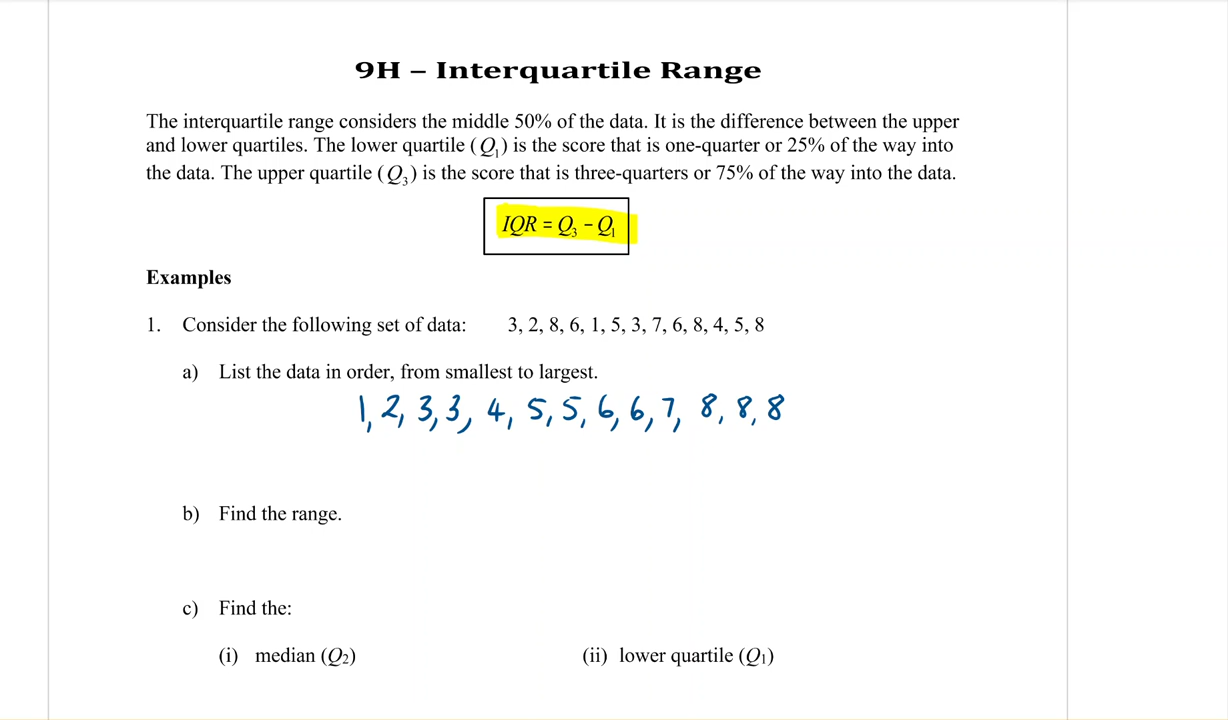 9H – Interquartile Range
The interquartile range considers the middle 50% of the data. It is the difference between the upper
and lower quartiles. The lower quartile (Q₁) is the score that is one-quarter or 25% of the way into
the data. The upper quartile (Q₃) is the score that is three-quarters or 75% of the way into the data.
IQR = Q₃ − Q₁
Examples
1. Consider the following set of data: 3, 2, 8, 6, 1, 5, 3, 7, 6, 8, 4, 5, 8
a) List the data in order, from smallest to largest.
1, 2, 3, 3, 4, 5, 5, 6, 6, 7, 8, 8, 8
b) Find the range.
c) Find the:
(i) median (Q₂) (ii) lower quartile (Q₁)